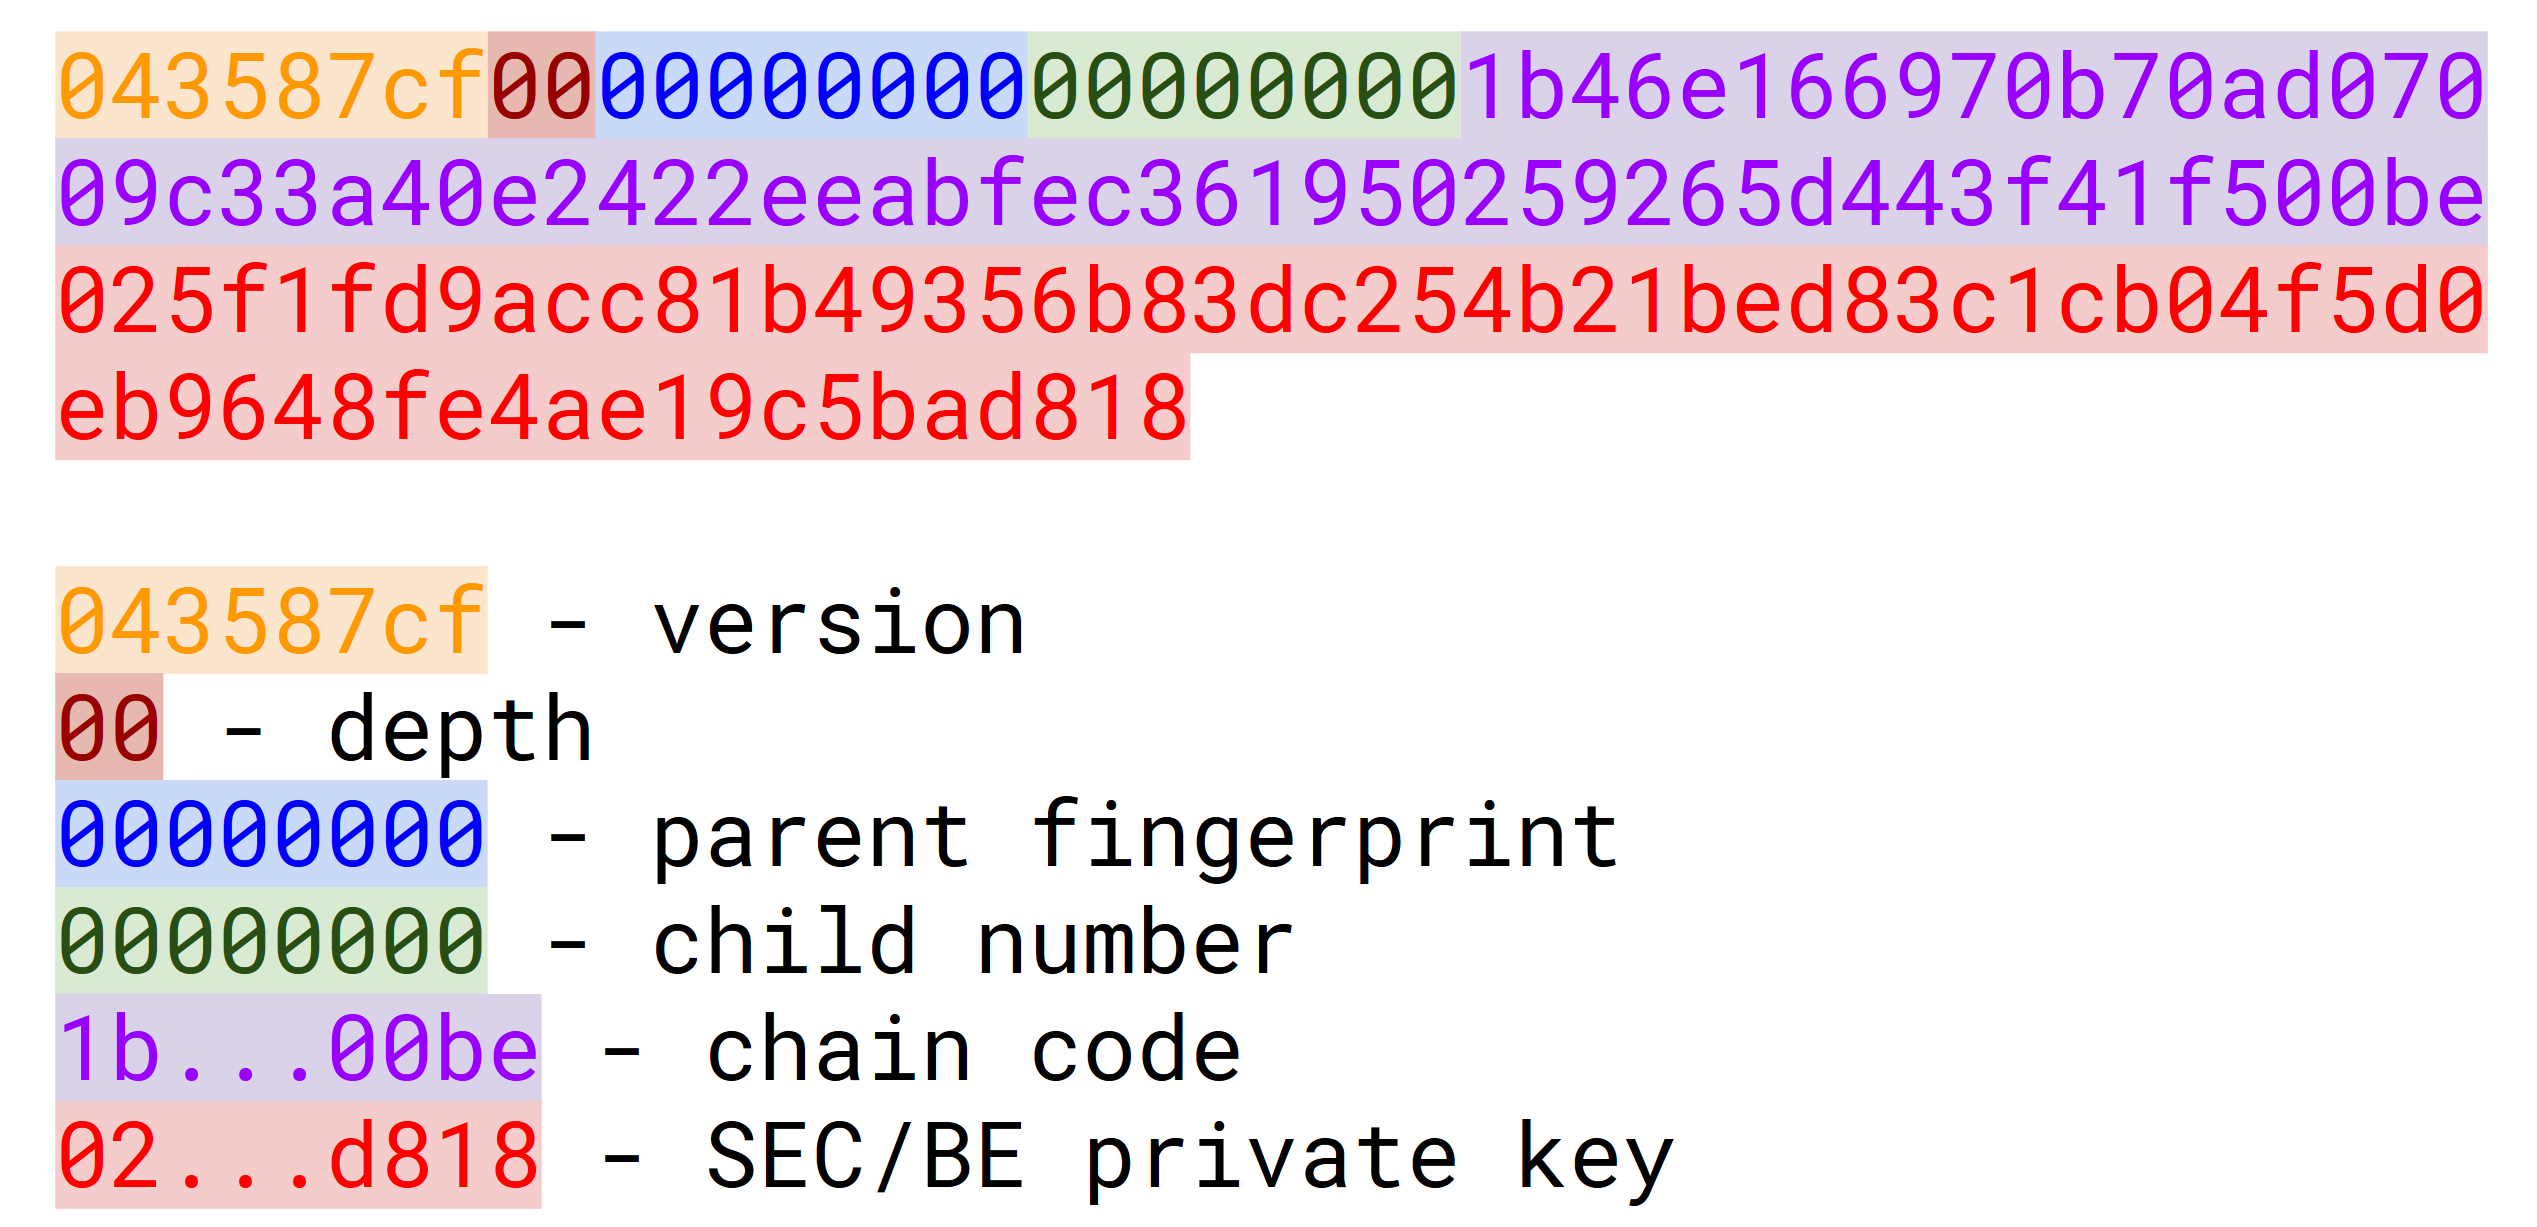 043587cf0000000000000000001b46e166970b70ad070
09c33a40e2422eeabfec361950259265d443f41f500be
025f1fd9acc81b49356b83dc254b21bed83c1cb04f5d0
eb9648fe4ae19c5bad818
043587cf - version
00 - depth
00000000 - parent fingerprint
00000000 - child number
1b...00be - chain code
02...d818 - SEC/BE private key